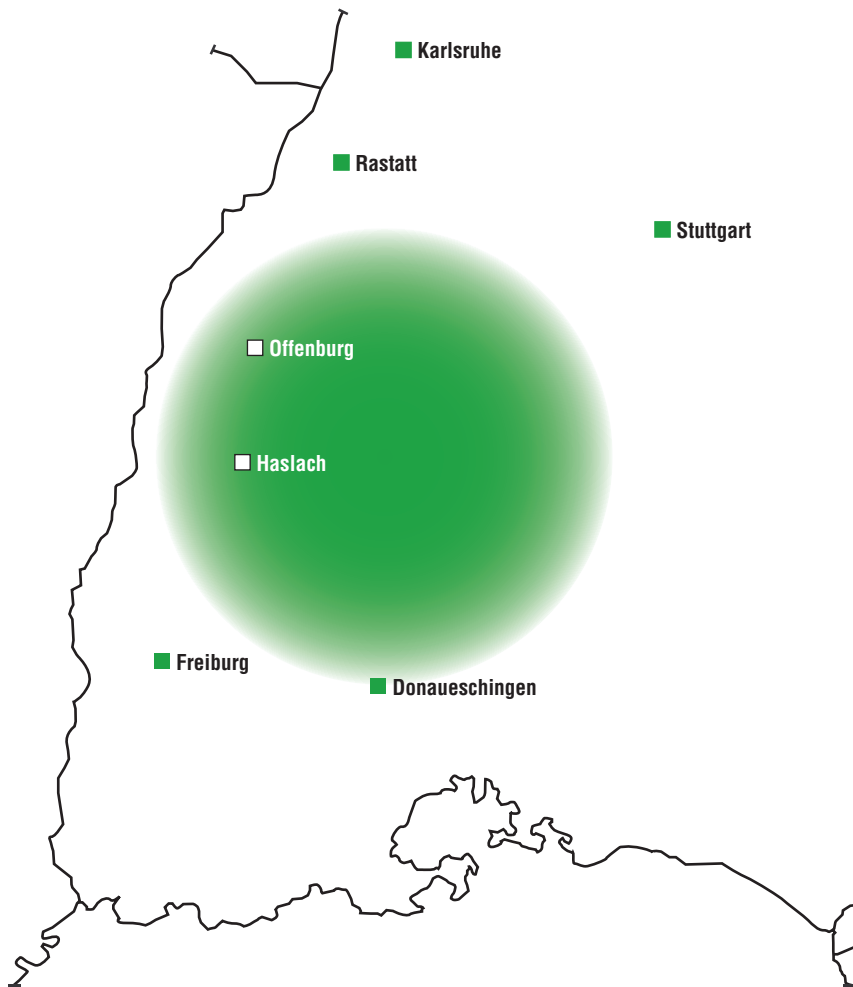 Karlsruhe
Rastatt
Stuttgart
Offenburg
Haslach
Freiburg
Donaueschingen